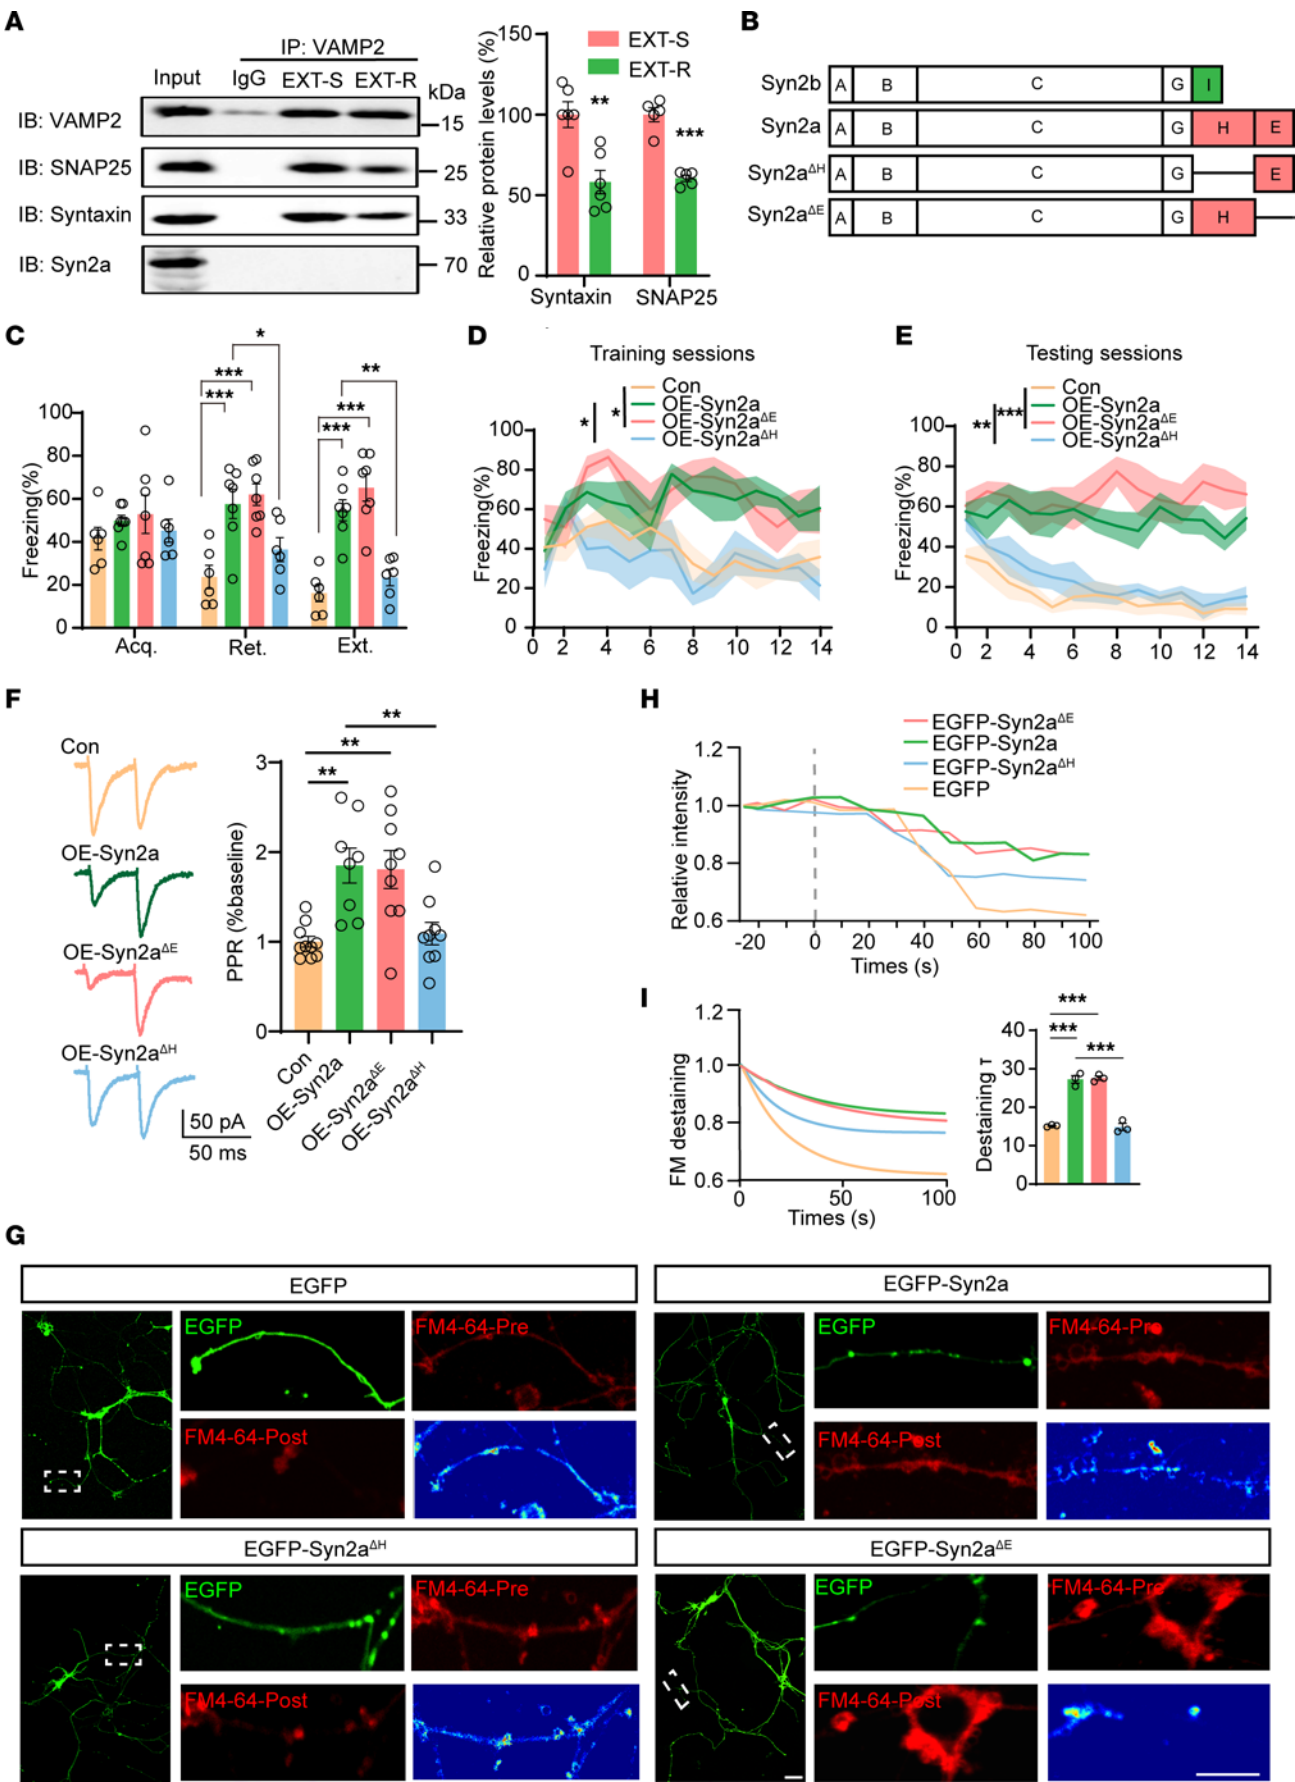 A
IP: VAMP2
Input IgG EXT-S EXT-R
kDa
IB: VAMP2
15
IB: SNAP25
25
IB: Syntaxin
33
IB: Syn2a
70
Relative protein levels (%)
150
100
50
0
EXT-S
EXT-R
**
***
Syntaxin SNAP25
B
Syn2b A B C G I
Syn2a A B C G H E
Syn2aΔH A B C G E
Syn2aΔE A B C G H
C
Freezing(%)
100
80
60
40
20
0
***
***
*
***
***
**
Acq. Ret. Ext.
D
Training sessions
Con
OE-Syn2a
OE-Syn2aΔE
OE-Syn2aΔH
*
*
Freezing(%)
100
80
60
40
20
0
0 2 4 6 8 10 12 14
E
Testing sessions
Con
OE-Syn2a
OE-Syn2aΔE
OE-Syn2aΔH
**
***
Freezing(%)
100
80
60
40
20
0
0 2 4 6 8 10 12 14
F
Con
OE-Syn2a
OE-Syn2aΔE
OE-Syn2aΔH
50 pA
50 ms
PPR (%baseline)
3
2
1
0
**
**
**
Con
OE-Syn2a
OE-Syn2aΔE
OE-Syn2aΔH
H
EGFP-Syn2aΔE
EGFP-Syn2a
EGFP-Syn2aΔH
EGFP
Relative intensity
1.2
1.0
0.8
0.6
-20 0 20 40 60 80 100
Times (s)
I
FM destaining
1.2
1.0
0.8
0.6
0 50 100
Times (s)
Destaining τ
40
30
20
10
0
***
***
***
G
EGFP
EGFP
FM4-64-Pre
FM4-64-Post
EGFP-Syn2a
EGFP
FM4-64-Pre
FM4-64-Post
EGFP-Syn2aΔH
EGFP
FM4-64-Pre
FM4-64-Post
EGFP-Syn2aΔE
EGFP
FM4-64-Pre
FM4-64-Post